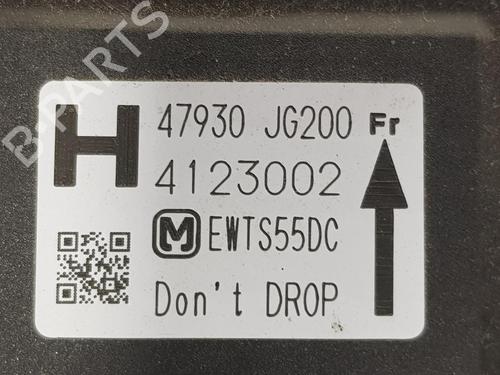 B-PARTS
H 47930 JG200 Fr
4123002
M EWTS55DC
Don't DROP